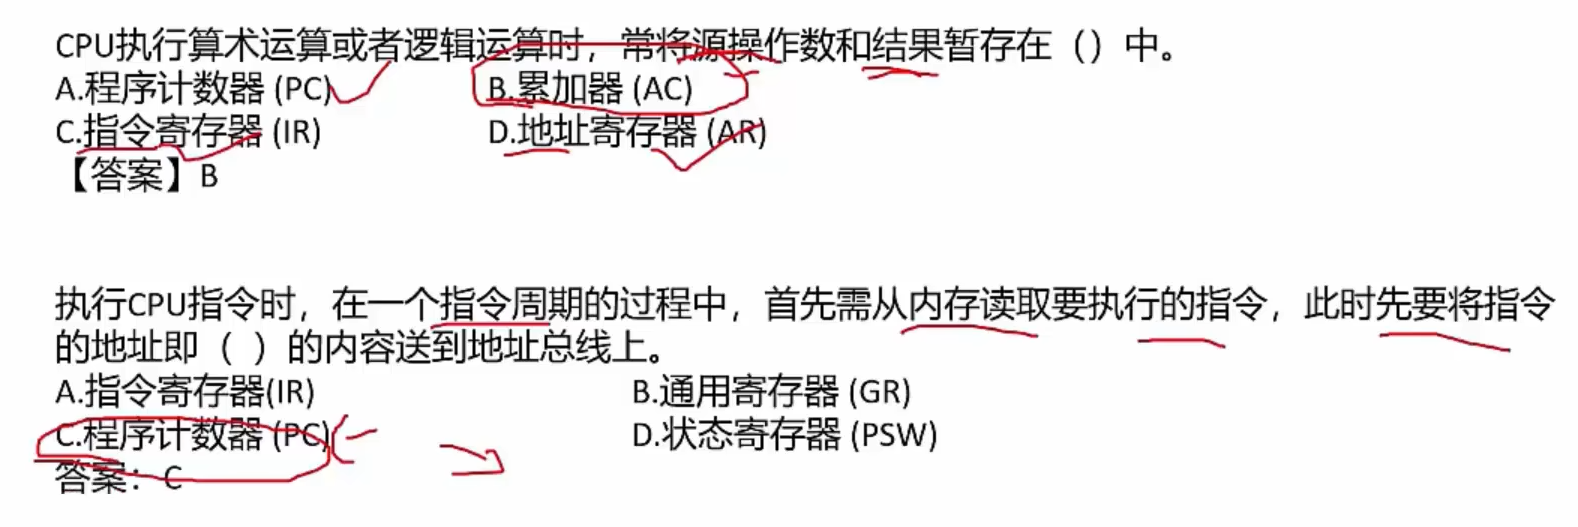 CPU执行算术运算或者逻辑运算时，常将源操作数和结果暂存在（）中。
A.程序计数器 (PC) B.累加器 (AC)
C.指令寄存器 (IR) D.地址寄存器 (AR)
【答案】B
执行CPU指令时，在一个指令周期的过程中，首先需从内存读取要执行的指令，此时先要将指令
的地址即（ ）的内容送到地址总线上。
A.指令寄存器(IR) B.通用寄存器 (GR)
C.程序计数器 (PC) D.状态寄存器 (PSW)
答案：C